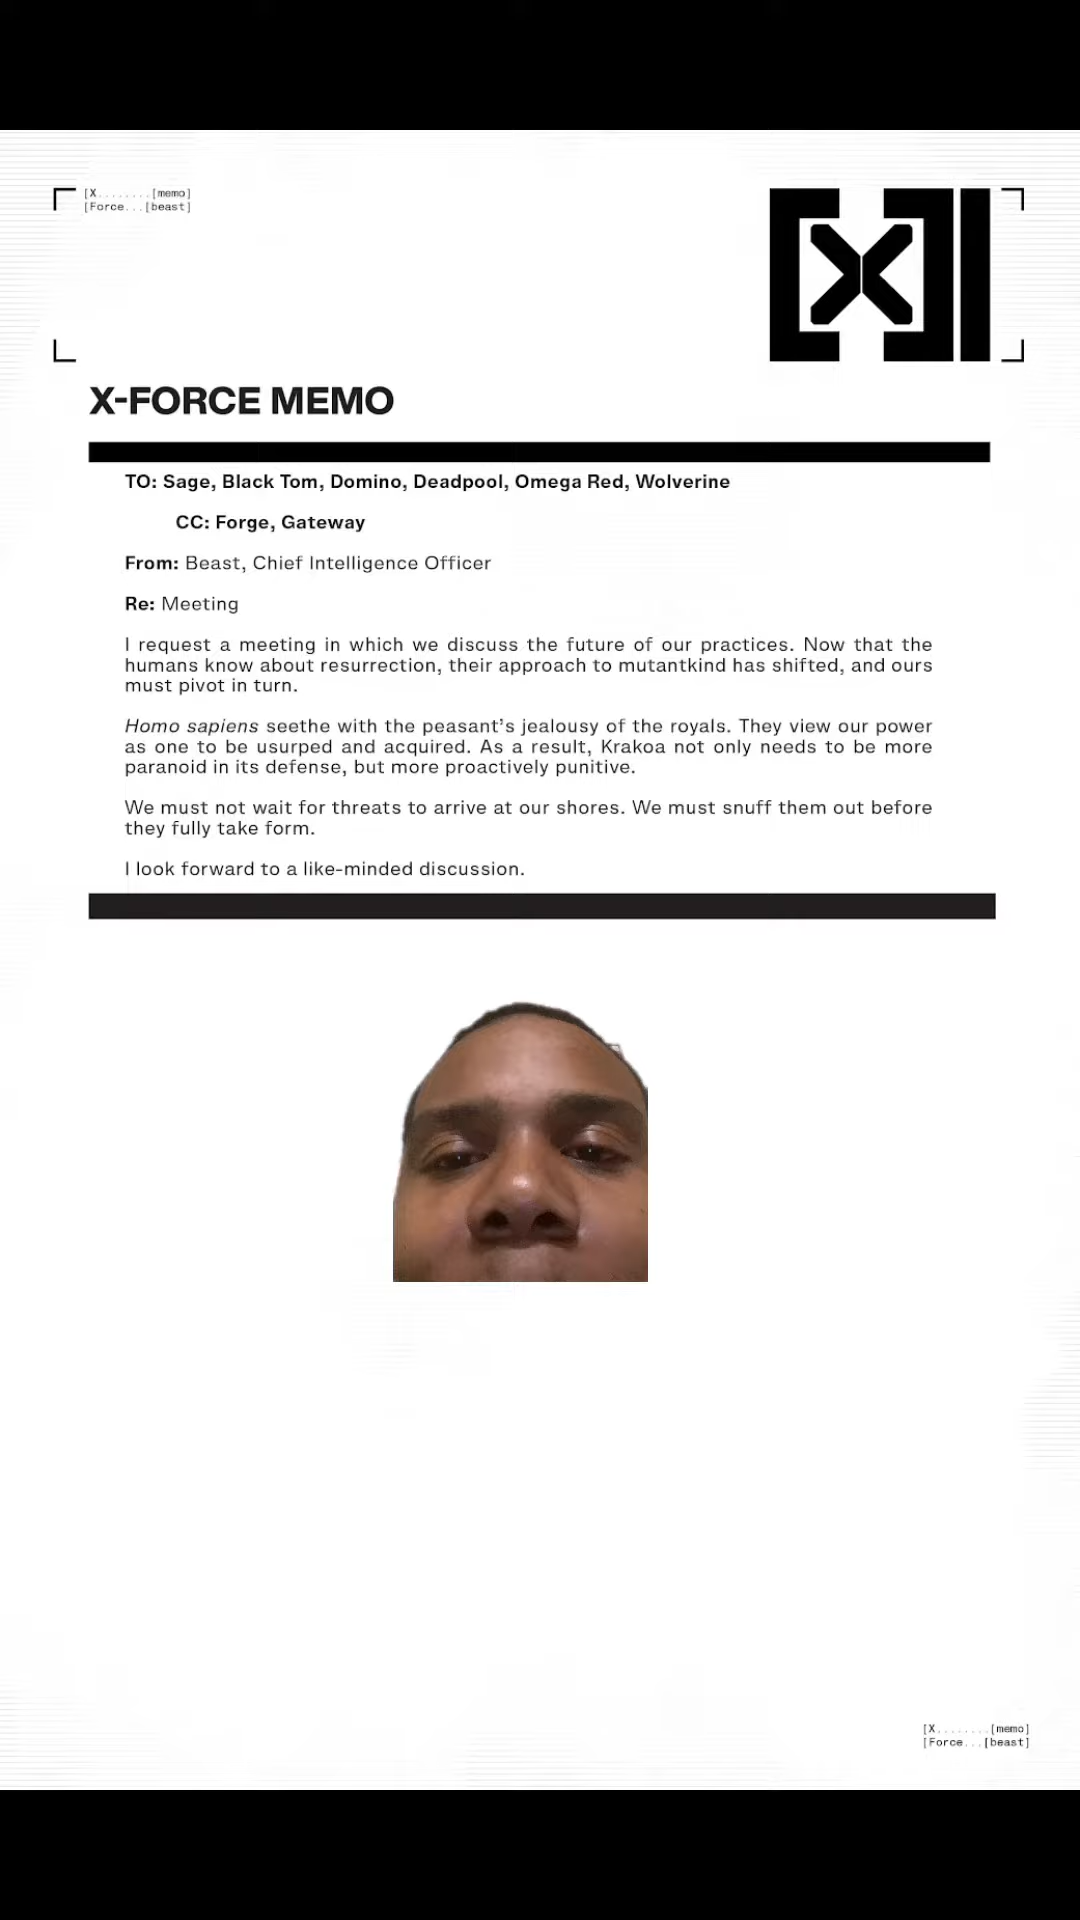 [X........[memo]
[Force...[beast]
[X]|
X-FORCE MEMO
TO: Sage, Black Tom, Domino, Deadpool, Omega Red, Wolverine
CC: Forge, Gateway
From: Beast, Chief Intelligence Officer
Re: Meeting
I request a meeting in which we discuss the future of our practices. Now that the
humans know about resurrection, their approach to mutantkind has shifted, and ours
must pivot in turn.
Homo sapiens seethe with the peasant's jealousy of the royals. They view our power
as one to be usurped and acquired. As a result, Krakoa not only needs to be more
paranoid in its defense, but more proactively punitive.
We must not wait for threats to arrive at our shores. We must snuff them out before
they fully take form.
I look forward to a like-minded discussion.
[X........[memo]
[Force...[beast]